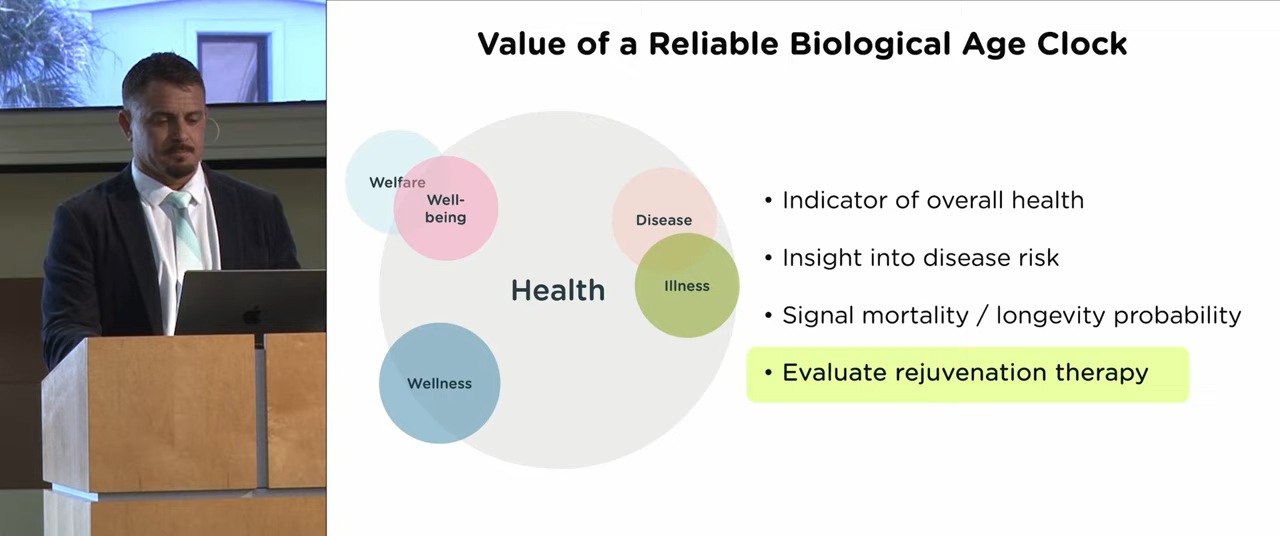 Value of a Reliable Biological Age Clock
Welfare
Well-
being
Disease
Illness
Health
Wellness
• Indicator of overall health
• Insight into disease risk
• Signal mortality / longevity probability
• Evaluate rejuvenation therapy